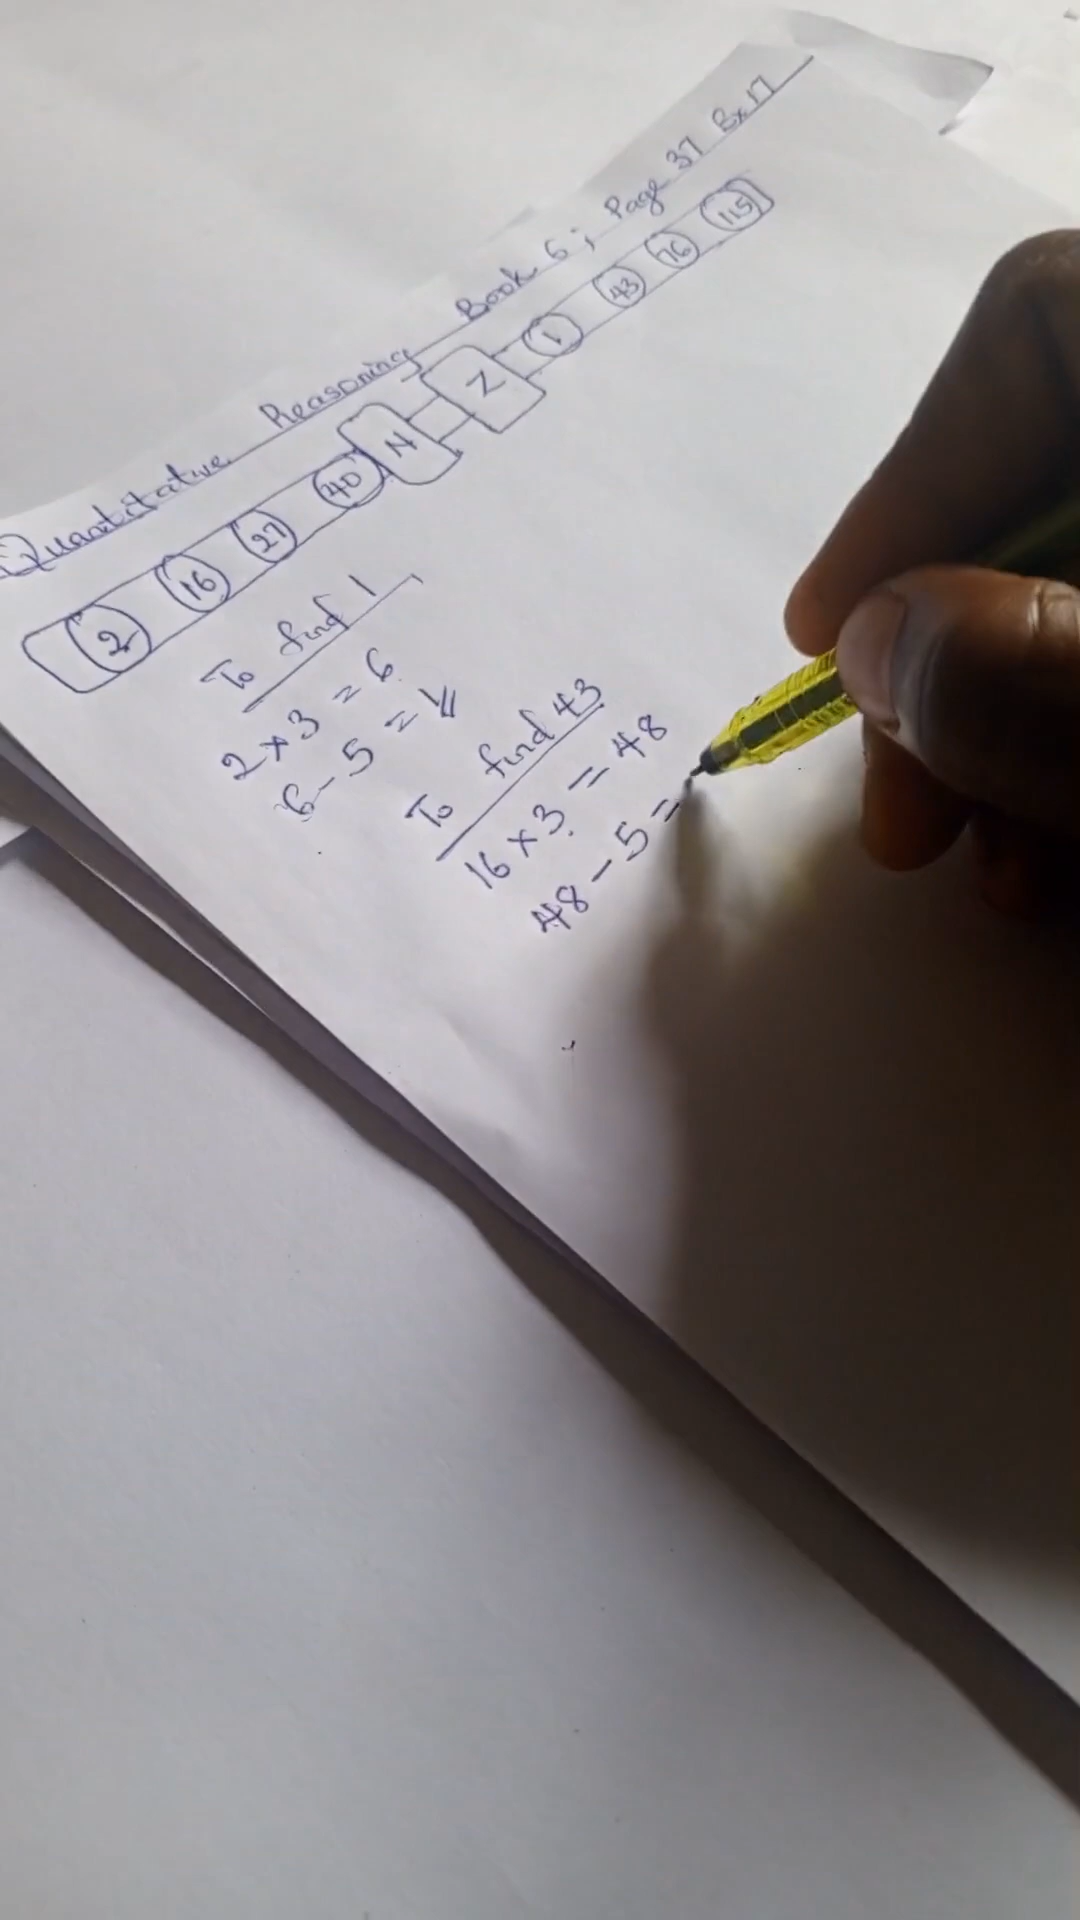 Quantitative Reasoning Book 6; Page 37 Ex 17
2 16 27 40 N Z 1 43 76 115
To find 1
2 × 3 = 6
6 - 5 = 1
To find 43
16 × 3 = 48
48 - 5 =